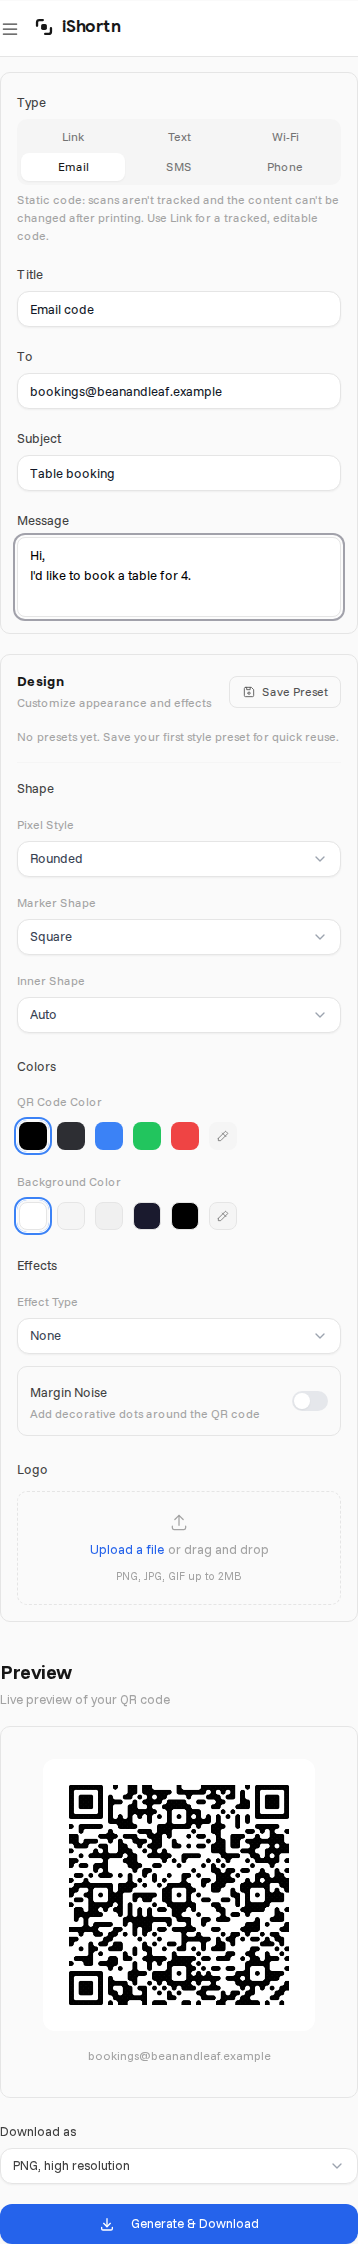 iShortn
Type
Link Text Wi-Fi
Email SMS Phone
Static code: scans aren't tracked and the content can't be
changed after printing. Use Link for a tracked, editable
code.
Title
Email code
To
bookings@beanandleaf.example
Subject
Table booking
Message
Hi,
I'd like to book a table for 4.
Design
Customize appearance and effects
Save Preset
No presets yet. Save your first style preset for quick reuse.
Shape
Pixel Style
Rounded
Marker Shape
Square
Inner Shape
Auto
Colors
QR Code Color
Background Color
Effects
Effect Type
None
Margin Noise
Add decorative dots around the QR code
Logo
Upload a file or drag and drop
PNG, JPG, GIF up to 2MB
Preview
Live preview of your QR code
bookings@beanandleaf.example
Download as
PNG, high resolution
Generate & Download